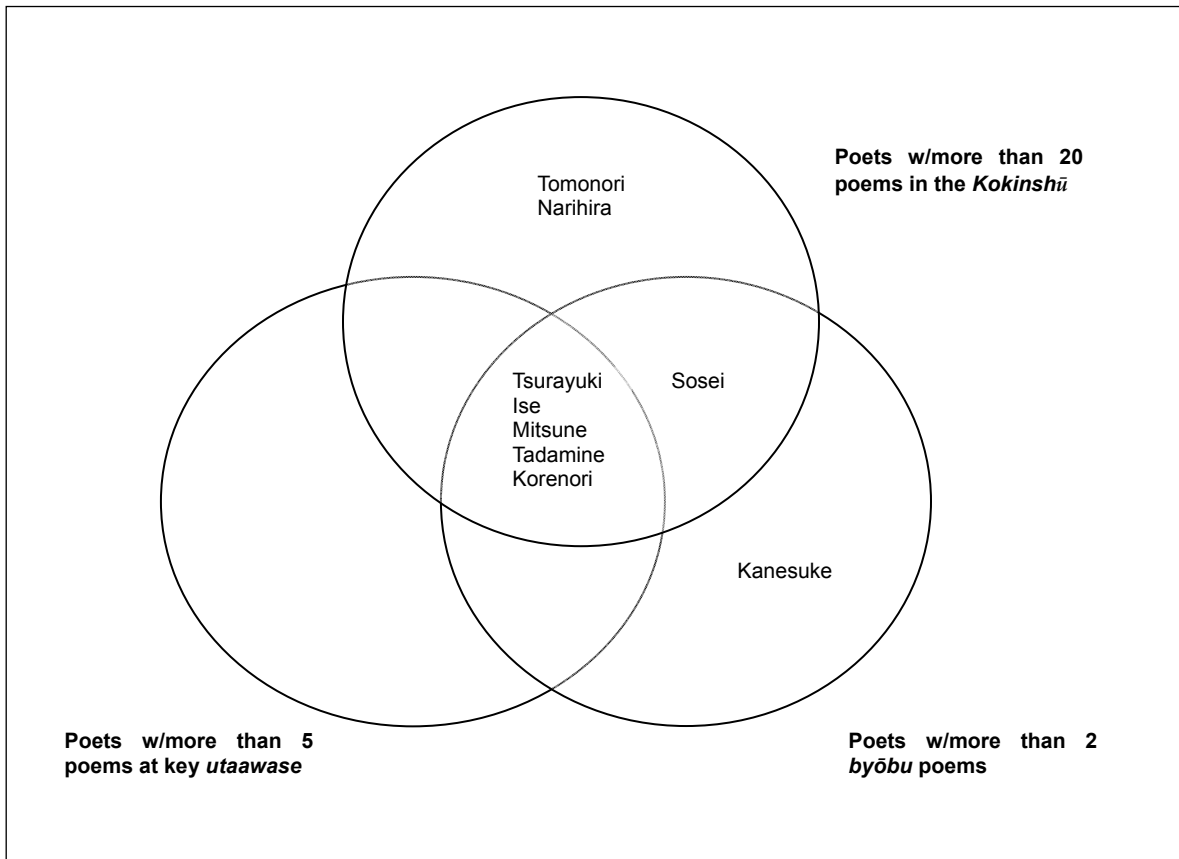 Poets w/more than 20
poems in the Kokinshū
Tomonori
Narihira
Tsurayuki
Ise
Mitsune
Tadamine
Korenori
Sosei
Kanesuke
Poets w/more than 5
poems at key utaawase
Poets w/more than 2
byōbu poems